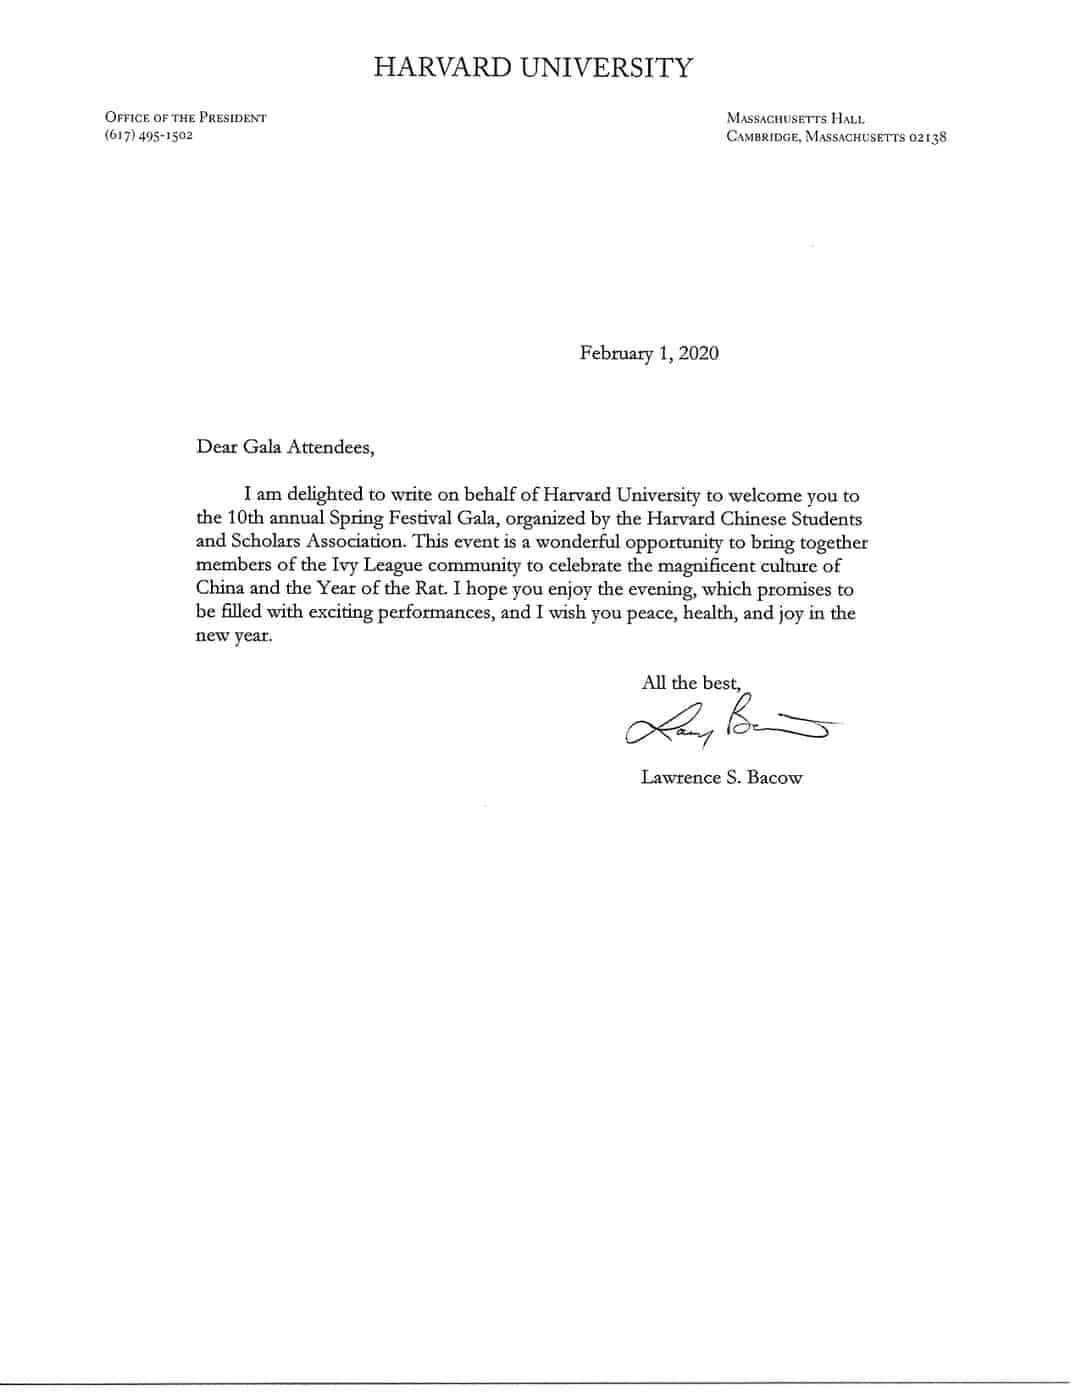 HARVARD UNIVERSITY
OFFICE OF THE PRESIDENT
(617) 495-1502
MASSACHUSETTS HALL
CAMBRIDGE, MASSACHUSETTS 02138
February 1, 2020
Dear Gala Attendees,
I am delighted to write on behalf of Harvard University to welcome you to
the 10th annual Spring Festival Gala, organized by the Harvard Chinese Students
and Scholars Association. This event is a wonderful opportunity to bring together
members of the Ivy League community to celebrate the magnificent culture of
China and the Year of the Rat. I hope you enjoy the evening, which promises to
be filled with exciting performances, and I wish you peace, health, and joy in the
new year.
All the best,
Larry Bacow
Lawrence S. Bacow